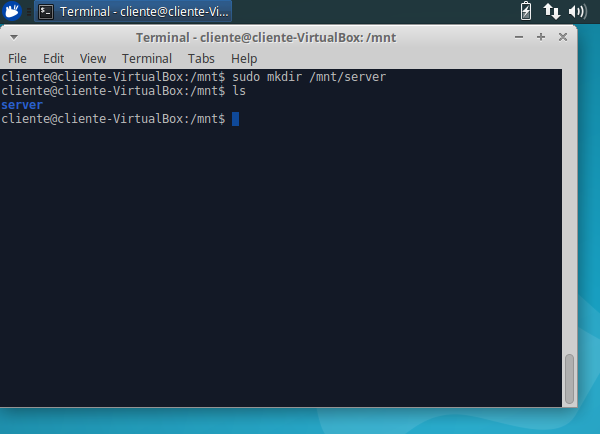 Terminal - cliente@cliente-Vi...
Terminal - cliente@cliente-VirtualBox: /mnt
File Edit View Terminal Tabs Help
cliente@cliente-VirtualBox:/mnt$ sudo mkdir /mnt/server
cliente@cliente-VirtualBox:/mnt$ ls
server
cliente@cliente-VirtualBox:/mnt$